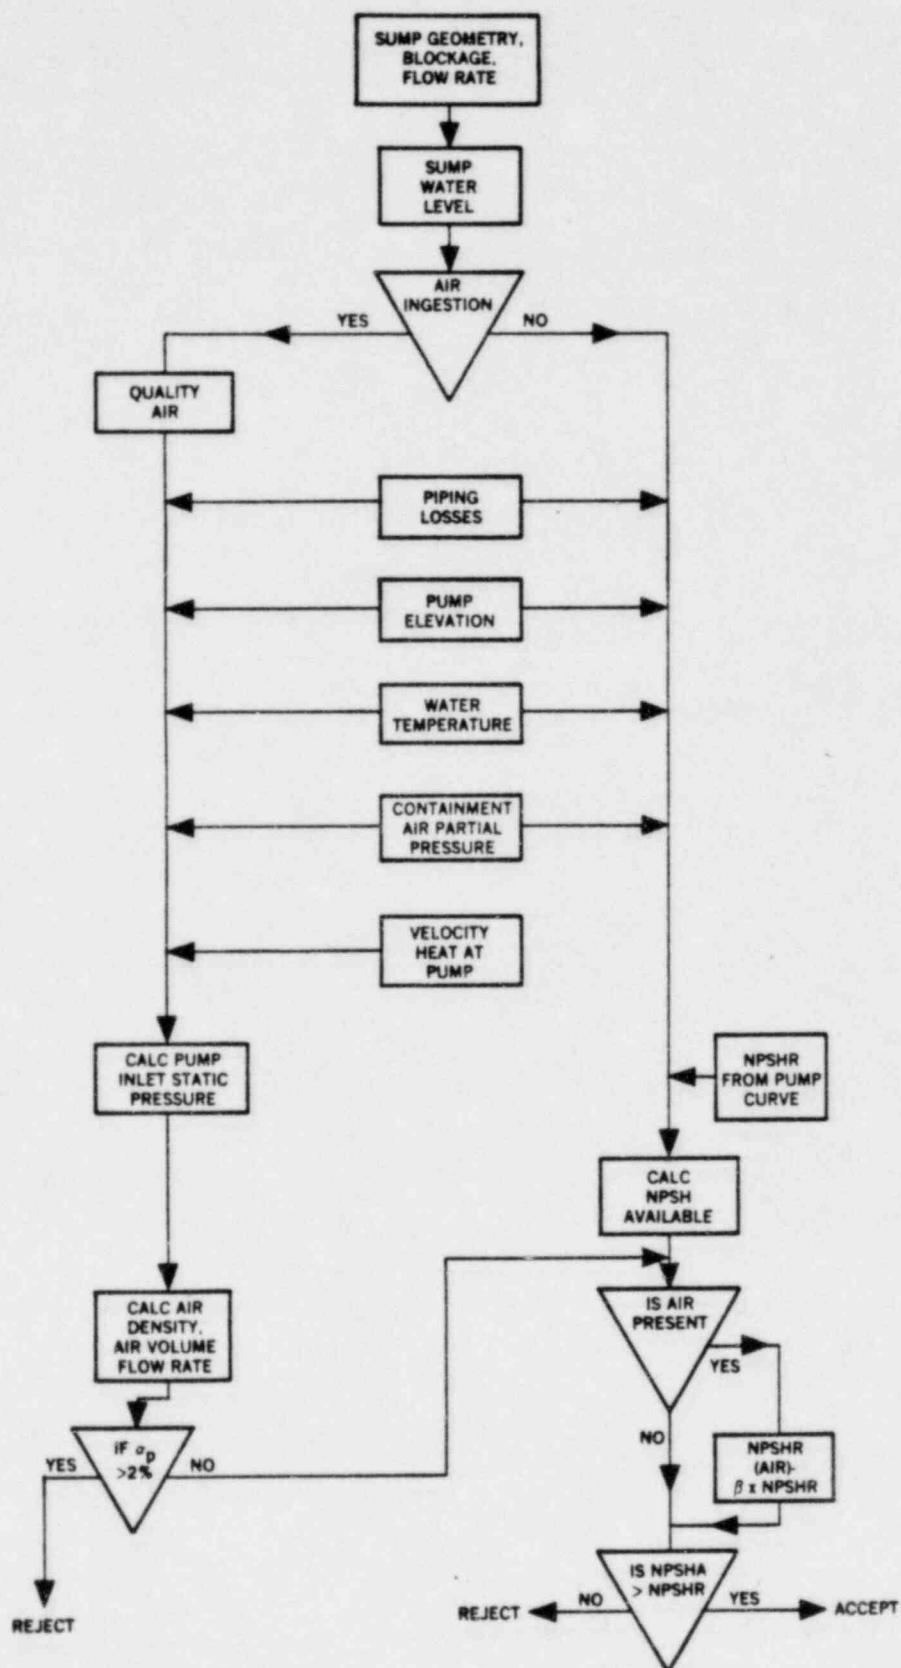 SUMP GEOMETRY,
BLOCKAGE,
FLOW RATE
SUMP
WATER
LEVEL
AIR
INGESTION
YES
NO
QUALITY
AIR
PIPING
LOSSES
PUMP
ELEVATION
WATER
TEMPERATURE
CONTAINMENT
AIR PARTIAL
PRESSURE
VELOCITY
HEAT AT
PUMP
CALC PUMP
INLET STATIC
PRESSURE
NPSHR
FROM PUMP
CURVE
CALC
NPSH
AVAILABLE
CALC AIR
DENSITY,
AIR VOLUME
FLOW RATE
IS AIR
PRESENT
YES
NO
IF αp
>2%
YES
NO
NPSHR
(AIR)-
β x NPSHR
REJECT
IS NPSHA
> NPSHR
REJECT
NO
YES
ACCEPT